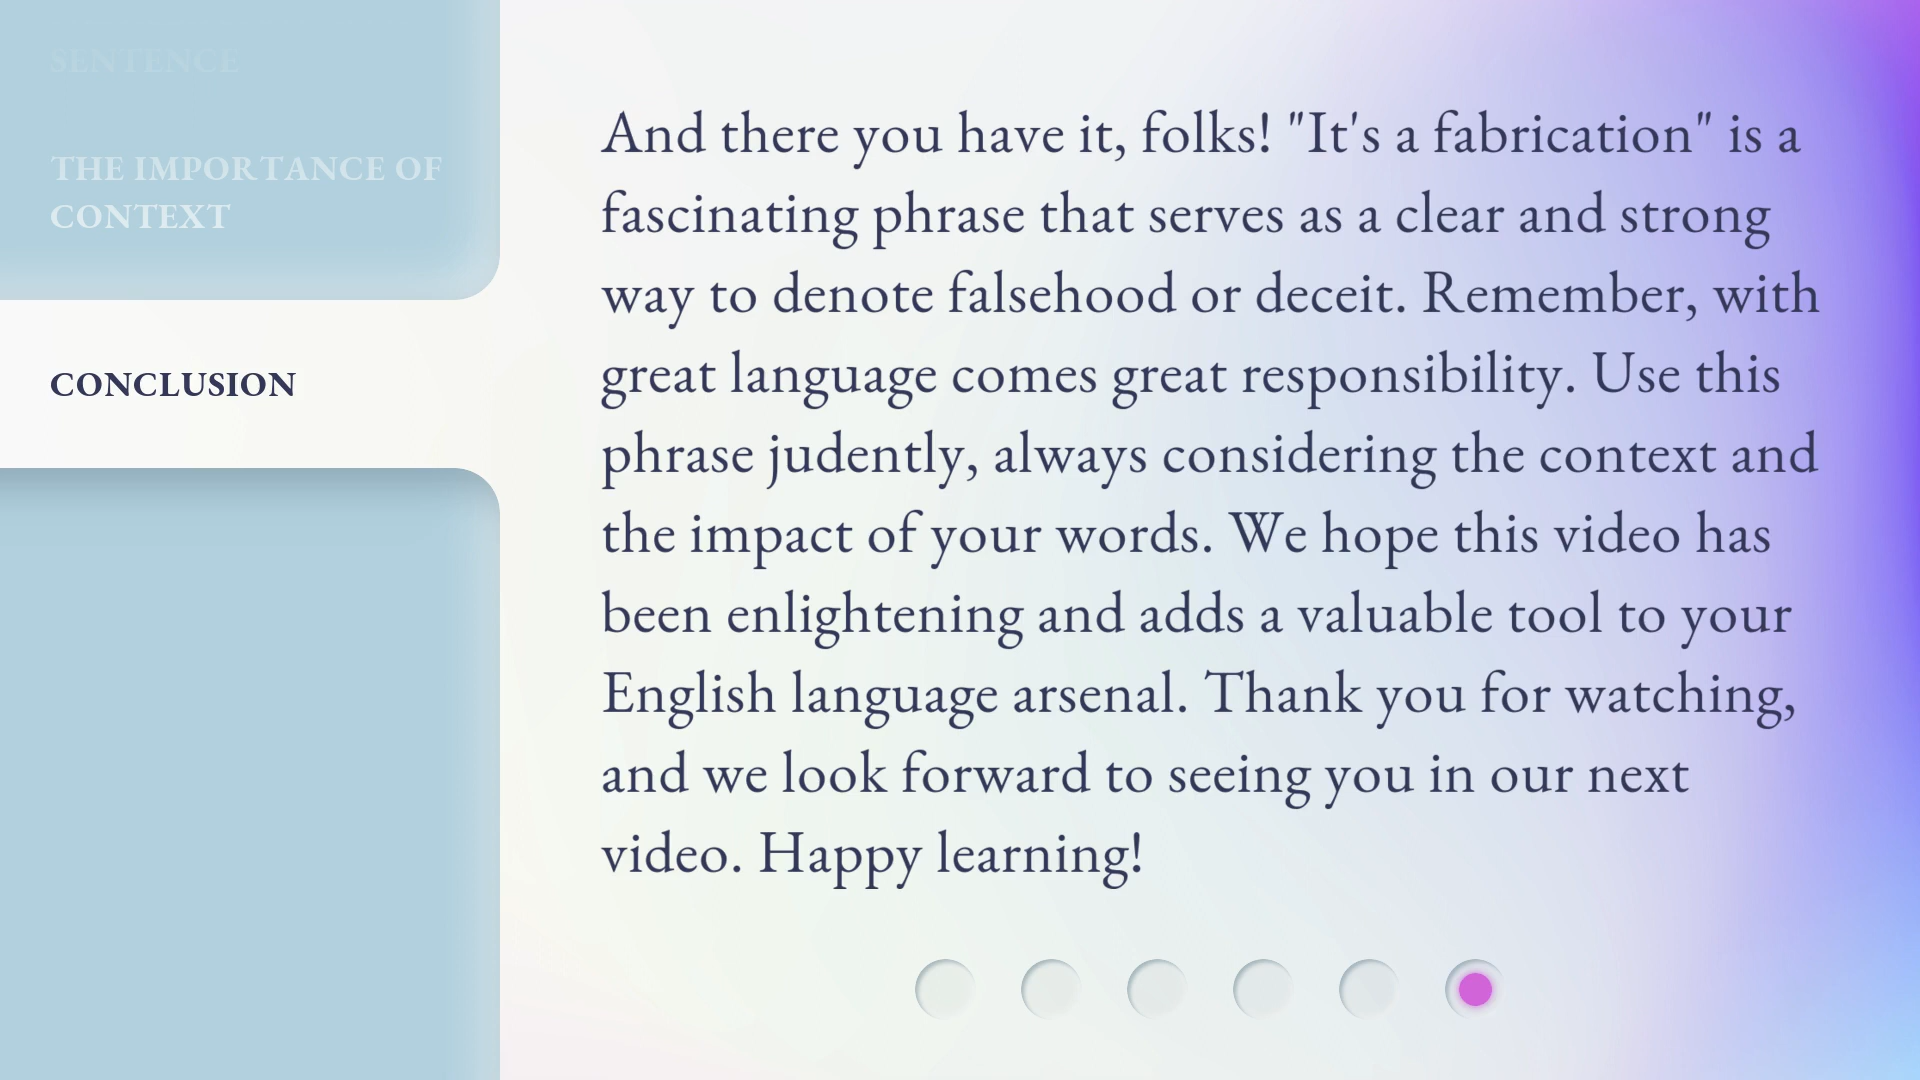 SENTENCE
THE IMPORTANCE OF
CONTEXT
CONCLUSION
And there you have it, folks! "It's a fabrication" is a
fascinating phrase that serves as a clear and strong
way to denote falsehood or deceit. Remember, with
great language comes great responsibility. Use this
phrase judently, always considering the context and
the impact of your words. We hope this video has
been enlightening and adds a valuable tool to your
English language arsenal. Thank you for watching,
and we look forward to seeing you in our next
video. Happy learning!